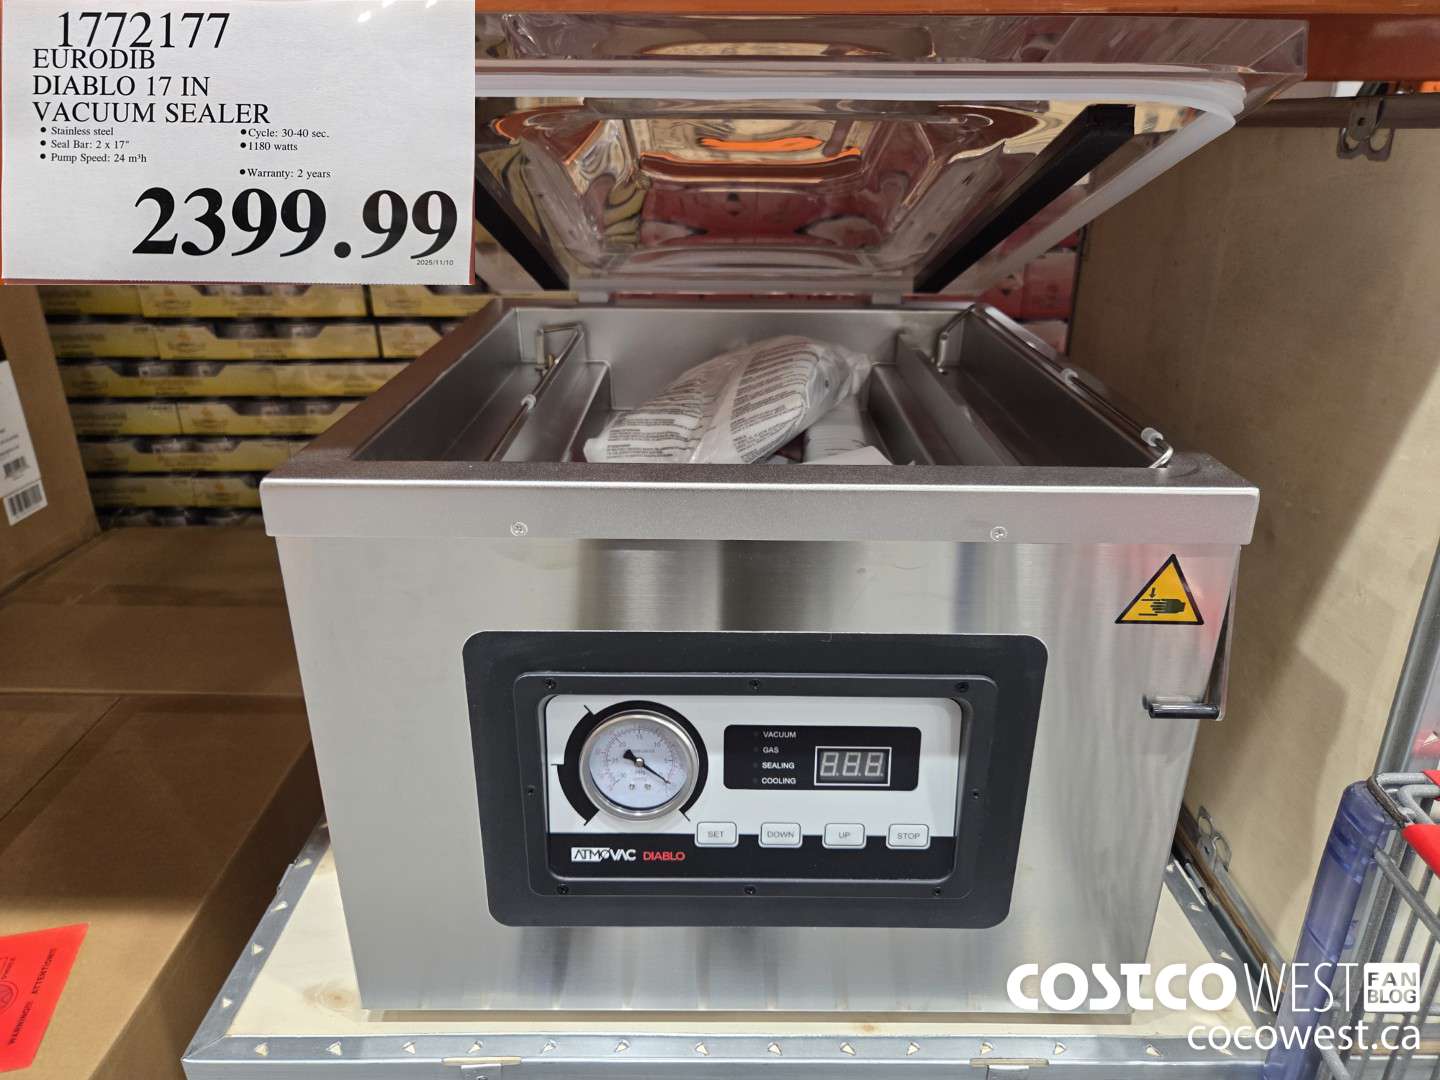 1772177
EURODIB
DIABLO 17 IN
VACUUM SEALER
• Stainless steel
• Seal Bar: 2 x 17"
• Pump Speed: 24 m³h
• Cycle: 30-40 sec.
• 1180 watts
• Warranty: 2 years
2399.99
2025/11/10
VACUUM
GAS
SEALING
COOLING
888
SET
DOWN
UP
STOP
ATMOVAC DIABLO
WARNING!!! ATTENTION!!
COSTCO WEST FAN BLOG
cocowest.ca